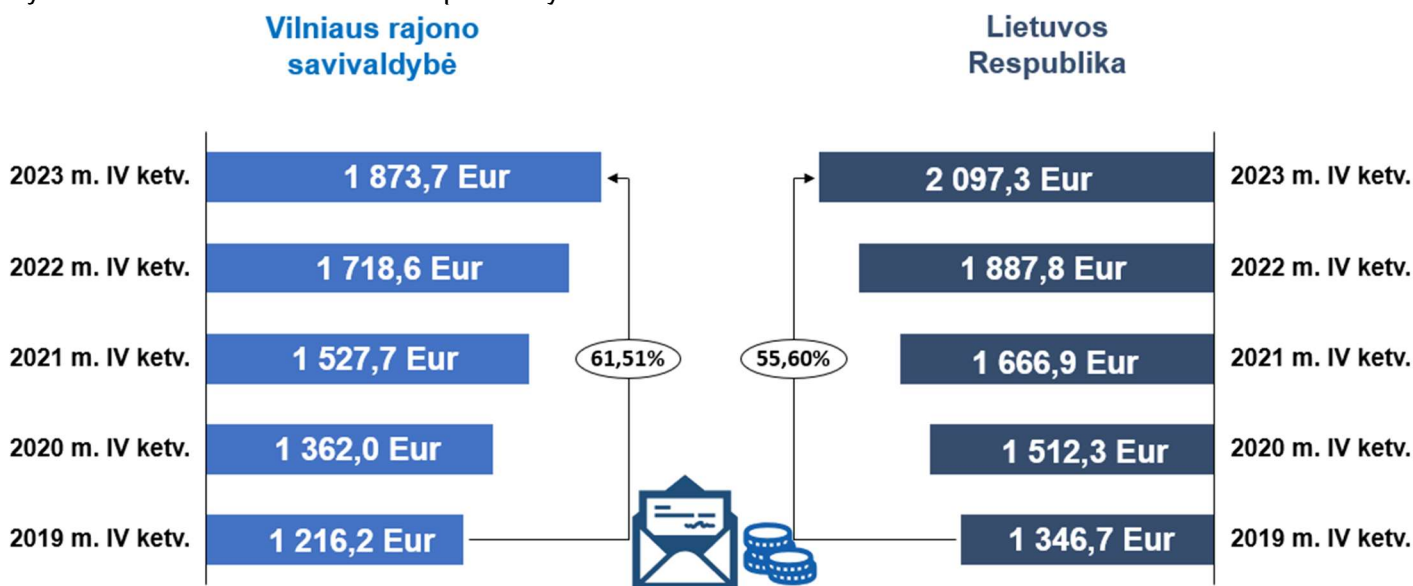 Vilniaus rajono
savivaldybė
Lietuvos
Respublika
2023 m. IV ketv. 1 873,7 Eur 2 097,3 Eur 2023 m. IV ketv.
2022 m. IV ketv. 1 718,6 Eur 1 887,8 Eur 2022 m. IV ketv.
2021 m. IV ketv. 1 527,7 Eur 61,51% 55,60% 1 666,9 Eur 2021 m. IV ketv.
2020 m. IV ketv. 1 362,0 Eur 1 512,3 Eur 2020 m. IV ketv.
2019 m. IV ketv. 1 216,2 Eur 1 346,7 Eur 2019 m. IV ketv.